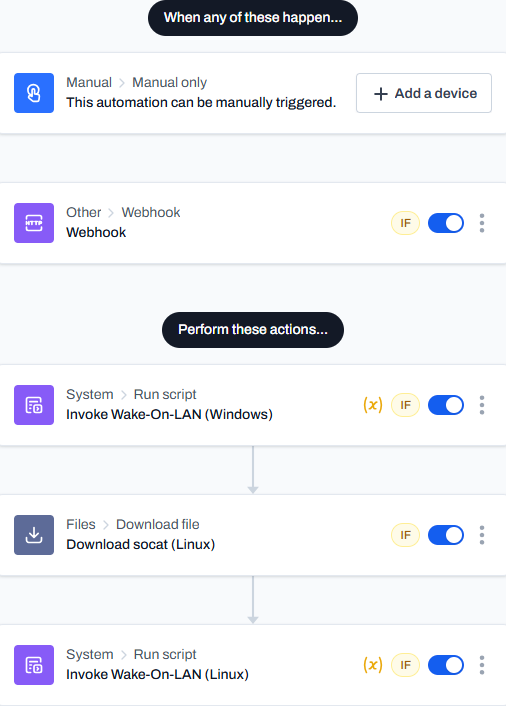 When any of these happen...
Manual > Manual only
This automation can be manually triggered.
+ Add a device
HTTP
Other > Webhook
Webhook
IF
Perform these actions...
System > Run script
Invoke Wake-On-LAN (Windows)
(x) IF
Files > Download file
Download socat (Linux)
IF
System > Run script
Invoke Wake-On-LAN (Linux)
(x) IF